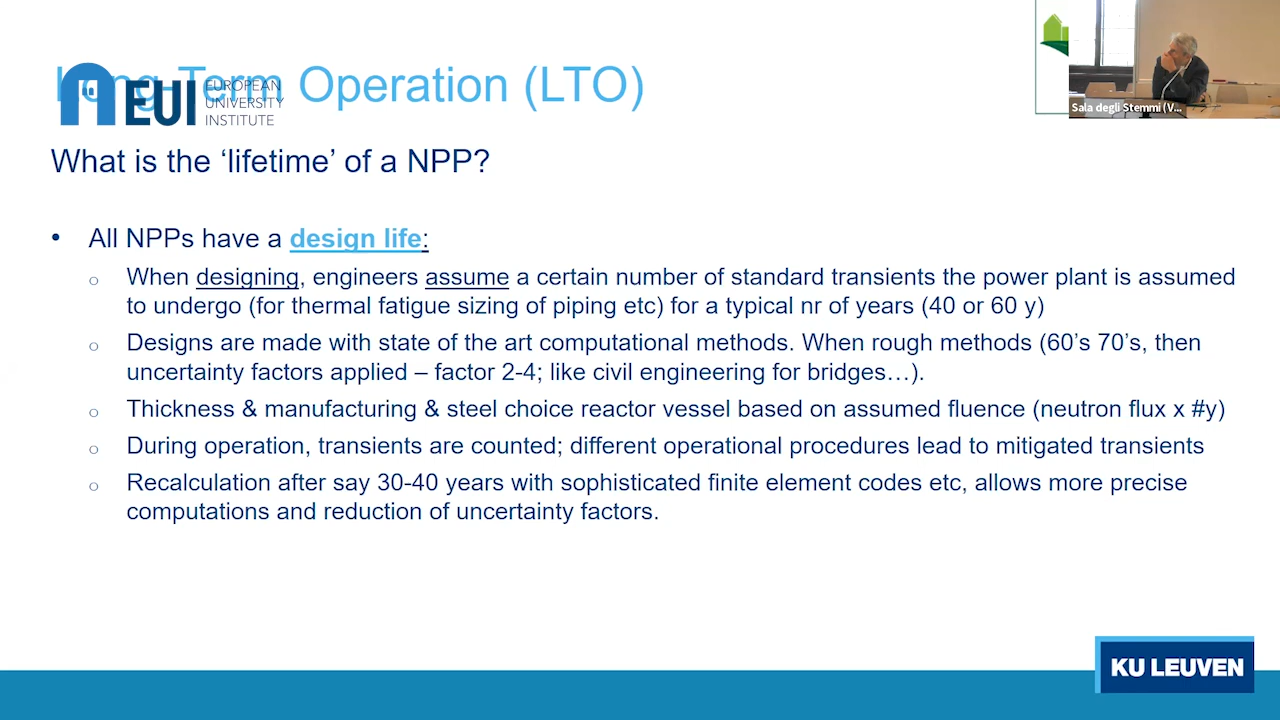 Long-Term Operation (LTO)
EUI
EUROPEAN
UNIVERSITY
INSTITUTE
Sala degli Stemmi (V...
What is the ‘lifetime’ of a NPP?
• All NPPs have a design life:
o When designing, engineers assume a certain number of standard transients the power plant is assumed
to undergo (for thermal fatigue sizing of piping etc) for a typical nr of years (40 or 60 y)
o Designs are made with state of the art computational methods. When rough methods (60’s 70’s, then
uncertainty factors applied – factor 2-4; like civil engineering for bridges…).
o Thickness & manufacturing & steel choice reactor vessel based on assumed fluence (neutron flux x #y)
o During operation, transients are counted; different operational procedures lead to mitigated transients
o Recalculation after say 30-40 years with sophisticated finite element codes etc, allows more precise
computations and reduction of uncertainty factors.
KU LEUVEN